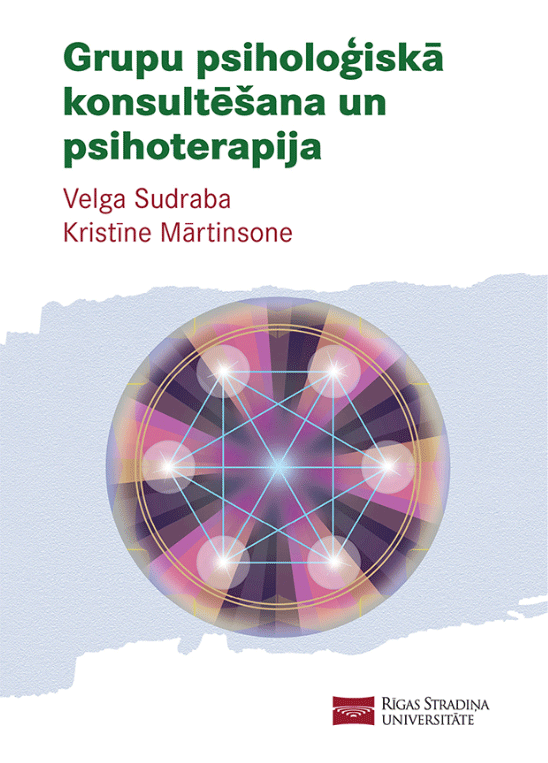 Grupu psiholoģiskā
konsultēšana un
psihoterapija
Velga Sudraba
Kristīne Mārtinsone
RĪGAS STRADIŅA
UNIVERSITĀTE